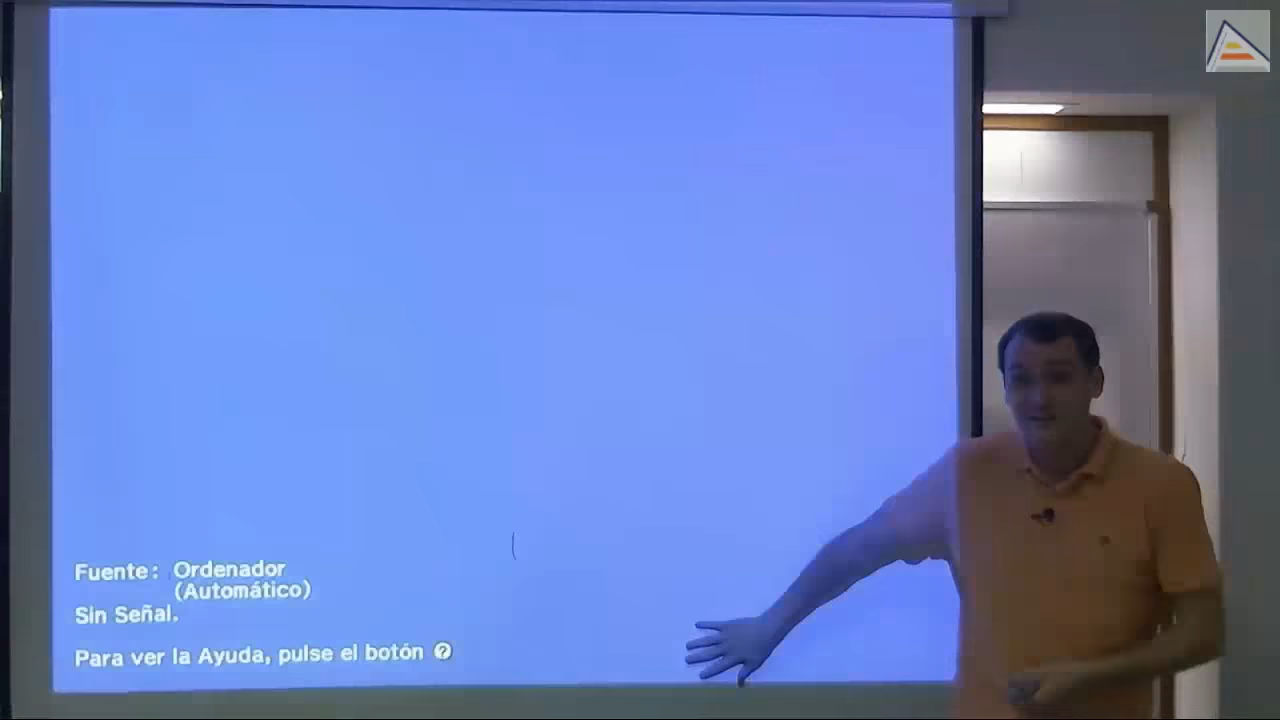 Fuente: Ordenador
(Automático)
Sin Señal.
Para ver la Ayuda, pulse el botón ?